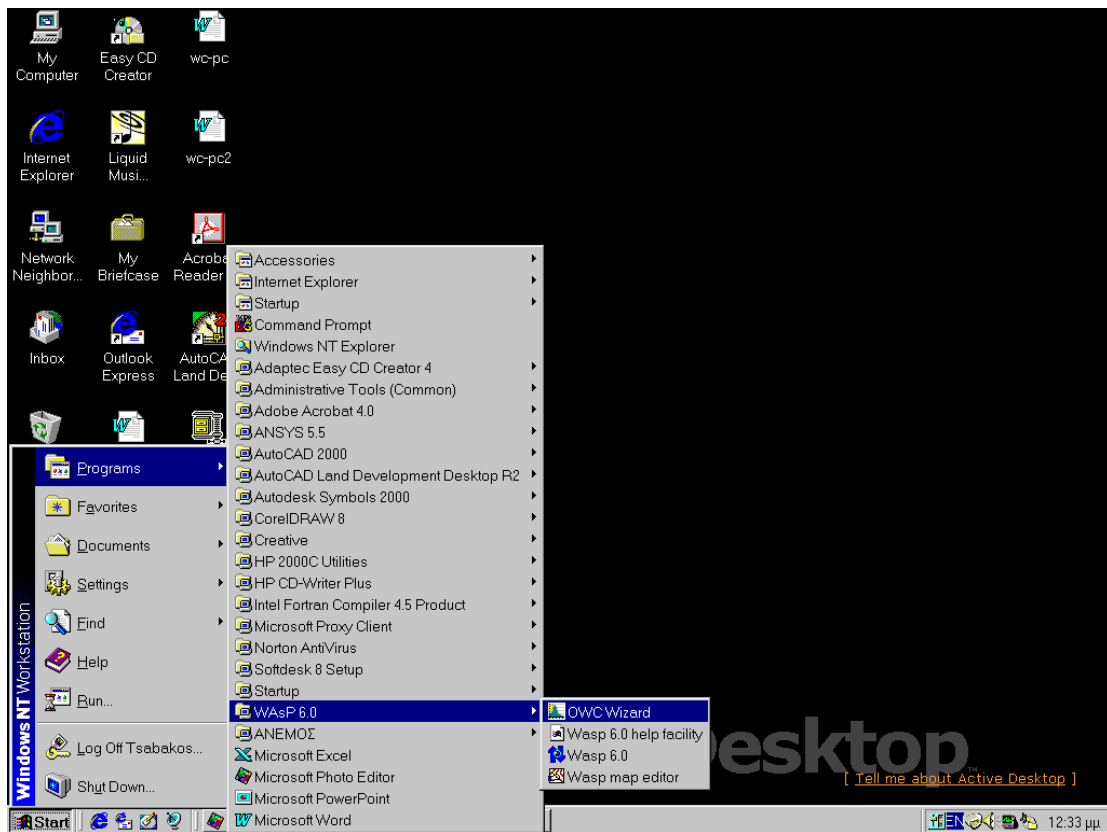 My Computer
Easy CD Creator
wc-pc
Internet Explorer
Liquid Musi...
wc-pc2
Network Neighbor...
My Briefcase
Acroba
Reader
Inbox
Outlook Express
AutoCA
Land De
Accessories
Internet Explorer
Startup
Command Prompt
Windows NT Explorer
Adaptec Easy CD Creator 4
Administrative Tools (Common)
Adobe Acrobat 4.0
ANSYS 5.5
AutoCAD 2000
AutoCAD Land Development Desktop R2
Autodesk Symbols 2000
CorelDRAW 8
Creative
HP 2000C Utilities
HP CD-Writer Plus
Intel Fortran Compiler 4.5 Product
Microsoft Proxy Client
Norton AntiVirus
Softdesk 8 Setup
Startup
WAsP 6.0
ΑΝΕΜΟΣ
Microsoft Excel
Microsoft Photo Editor
Microsoft PowerPoint
Microsoft Word
OWC Wizard
Wasp 6.0 help facility
Wasp 6.0
Wasp map editor
Programs
Favorites
Documents
Settings
Find
Help
Run...
Log Off Tsabakos...
Shut Down...
Windows NT Workstation
Desktop
[ Tell me about Active Desktop ]
Start
EN
12:33 μμ